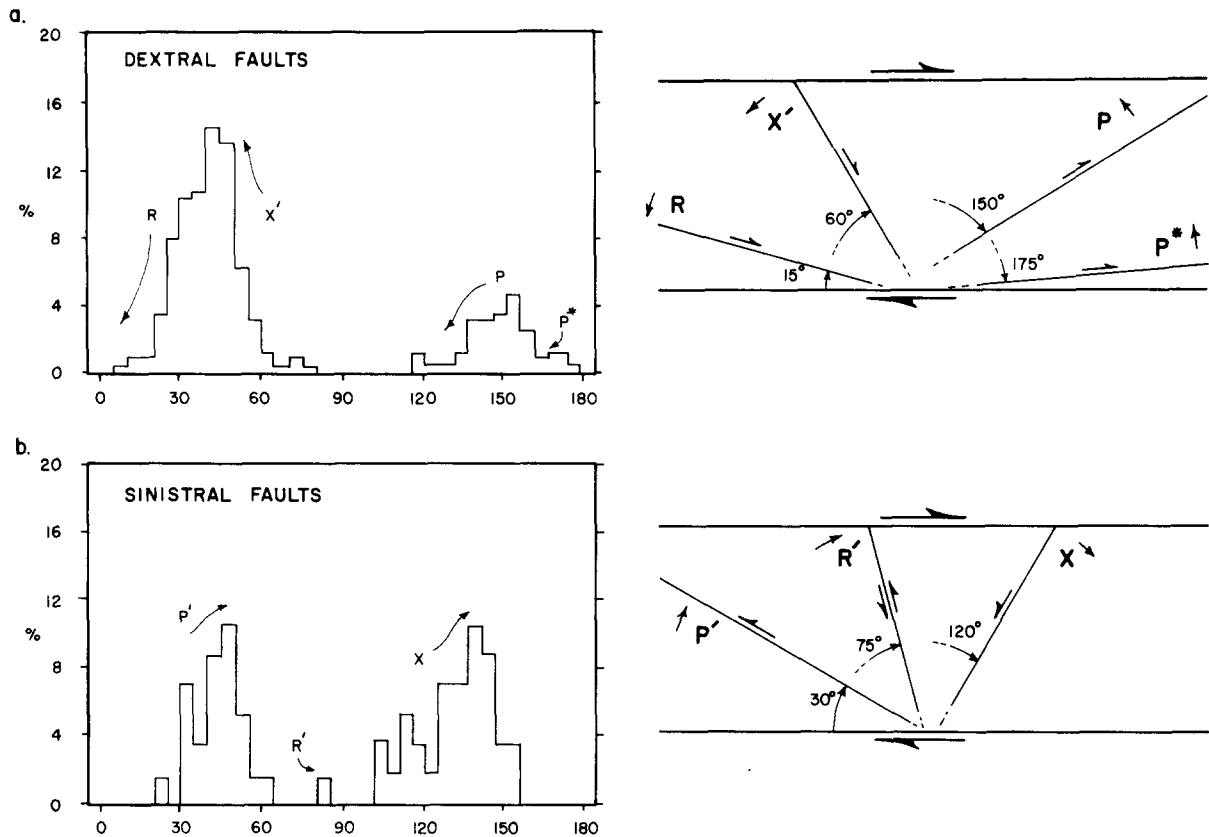 a.
DEXTRAL FAULTS
20
16
12
8
4
0
%
R
X′
P
P*
0 30 60 90 120 150 180
X′
P
R
P*
60°
15°
150°
175°
b.
SINISTRAL FAULTS
20
16
12
8
4
0
%
P′
R′
X
0 30 60 90 120 150 180
R′
X
P′
75°
120°
30°